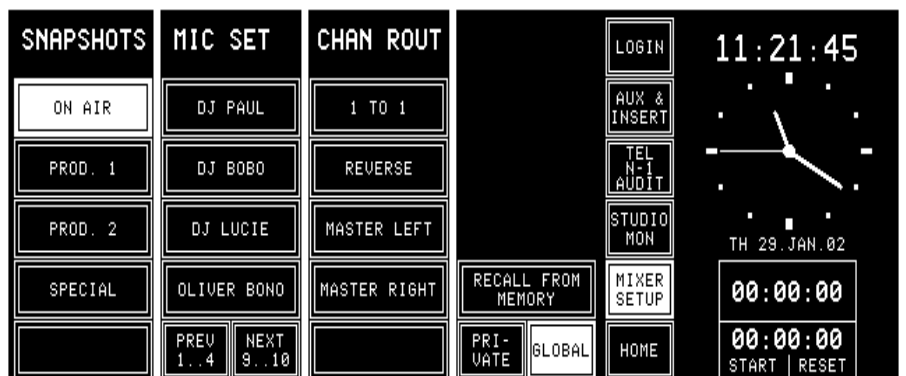 SNAPSHOTS
ON AIR
PROD. 1
PROD. 2
SPECIAL
MIC SET
DJ PAUL
DJ BOBO
DJ LUCIE
OLIVER BONO
PREV
1..4
NEXT
9..10
CHAN ROUT
1 TO 1
REVERSE
MASTER LEFT
MASTER RIGHT
RECALL FROM
MEMORY
PRI-
VATE
GLOBAL
LOGIN
AUX &
INSERT
TEL
N-1
AUDIT
STUDIO
MON
MIXER
SETUP
HOME
11:21:45
TH 29.JAN.02
00:00:00
00:00:00
START | RESET